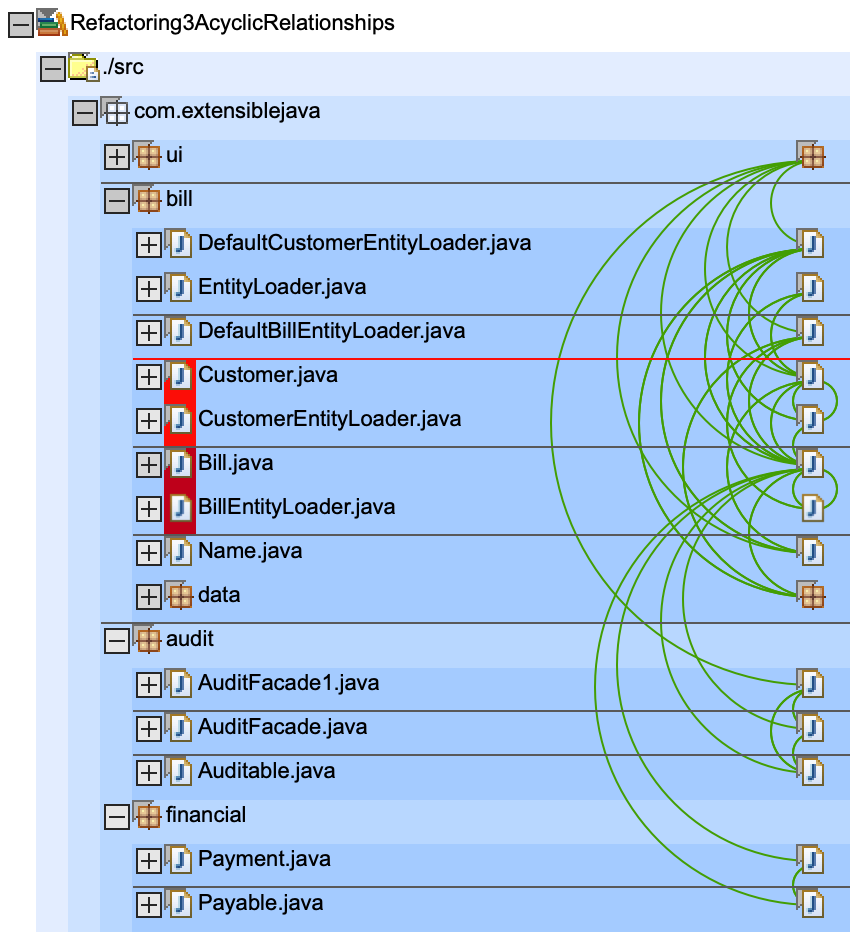 Refactoring3AcyclicRelationships
./src
com.extensiblejava
ui
bill
DefaultCustomerEntityLoader.java
EntityLoader.java
DefaultBillEntityLoader.java
Customer.java
CustomerEntityLoader.java
Bill.java
BillEntityLoader.java
Name.java
data
audit
AuditFacade1.java
AuditFacade.java
Auditable.java
financial
Payment.java
Payable.java